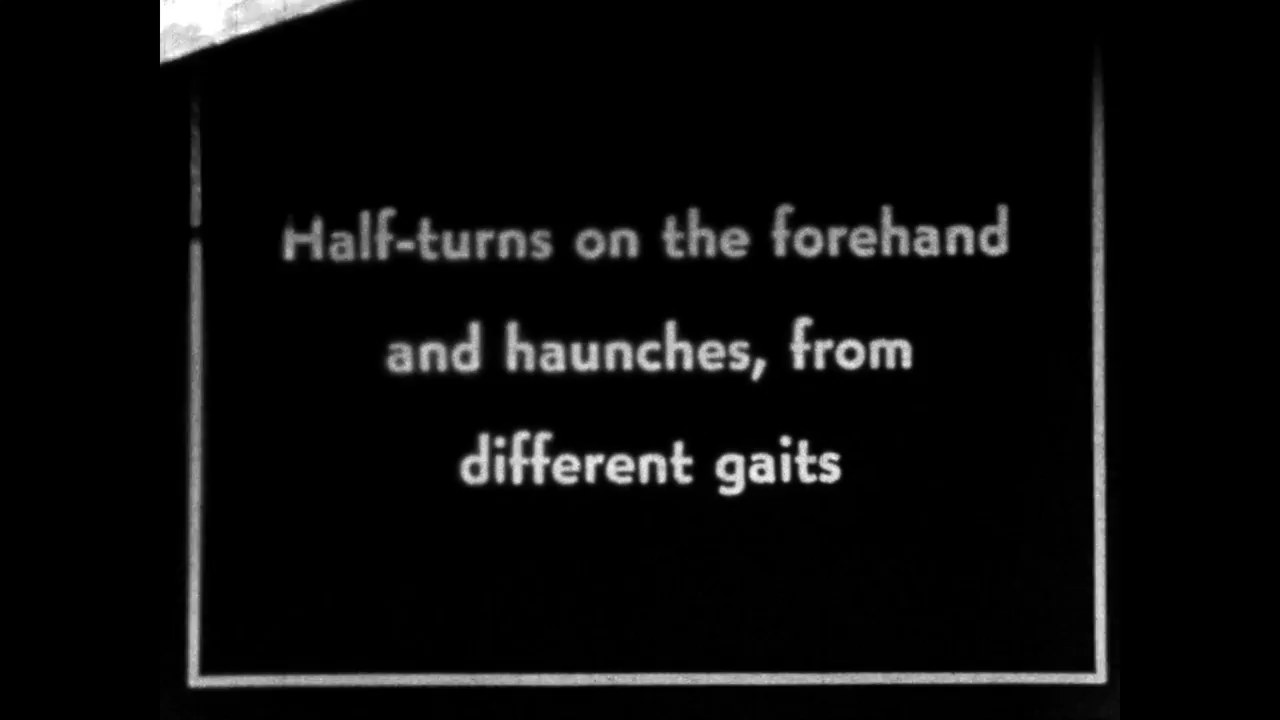 Half-turns on the forehand
and haunches, from
different gaits